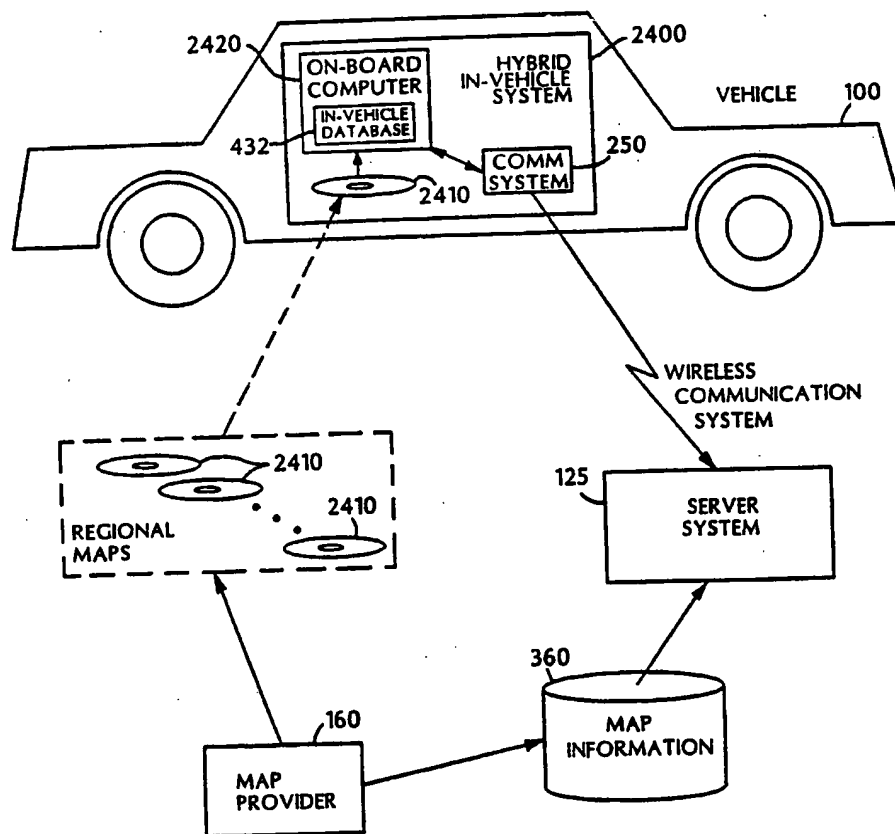 2420
ON-BOARD
COMPUTER
IN-VEHICLE
DATABASE
432
2410
HYBRID
IN-VEHICLE
SYSTEM
2400
COMM
SYSTEM
250
VEHICLE
100
WIRELESS
COMMUNICATION
SYSTEM
2410
2410
REGIONAL
MAPS
125
SERVER
SYSTEM
360
MAP
INFORMATION
160
MAP
PROVIDER